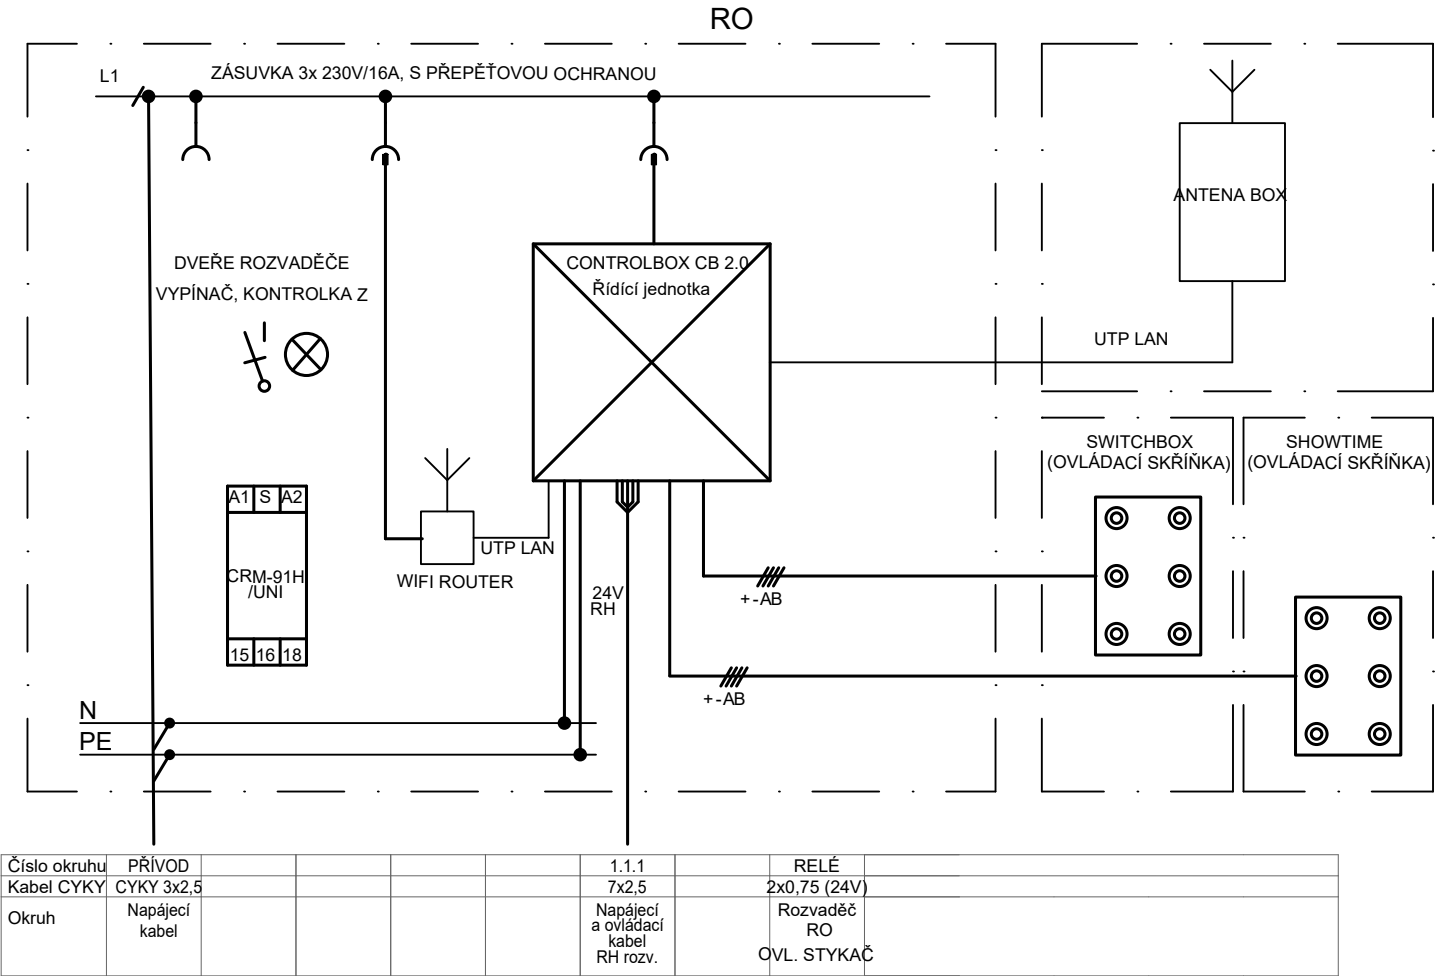 RO
L1
ZÁSUVKA 3x 230V/16A, S PŘEPĚŤOVOU OCHRANOU
ANTENA BOX
DVEŘE ROZVADĚČE
VYPÍNAČ, KONTROLKA Z
CONTROLBOX CB 2.0
Řídící jednotka
UTP LAN
SWITCHBOX
(OVLÁDACÍ SKŘÍŇKA)
SHOWTIME
(OVLÁDACÍ SKŘÍŇKA)
A1 S A2
CRM-91H
/UNI
15 16 18
UTP LAN
WIFI ROUTER
24V
RH
+-AB
+-AB
N
PE
Číslo okruhu PŘÍVOD 1.1.1 RELÉ
Kabel CYKY CYKY 3x2,5 7x2,5 2x0,75 (24V)
Okruh
Napájecí
kabel
Napájecí
a ovládací
kabel
RH rozv.
Rozvaděč
RO
OVL. STYKAČ